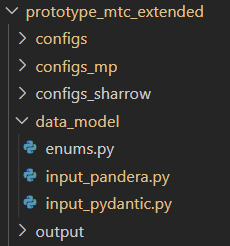 prototype_mtc_extended
configs
configs_mp
configs_sharrow
data_model
enums.py
input_pandera.py
input_pydantic.py
output